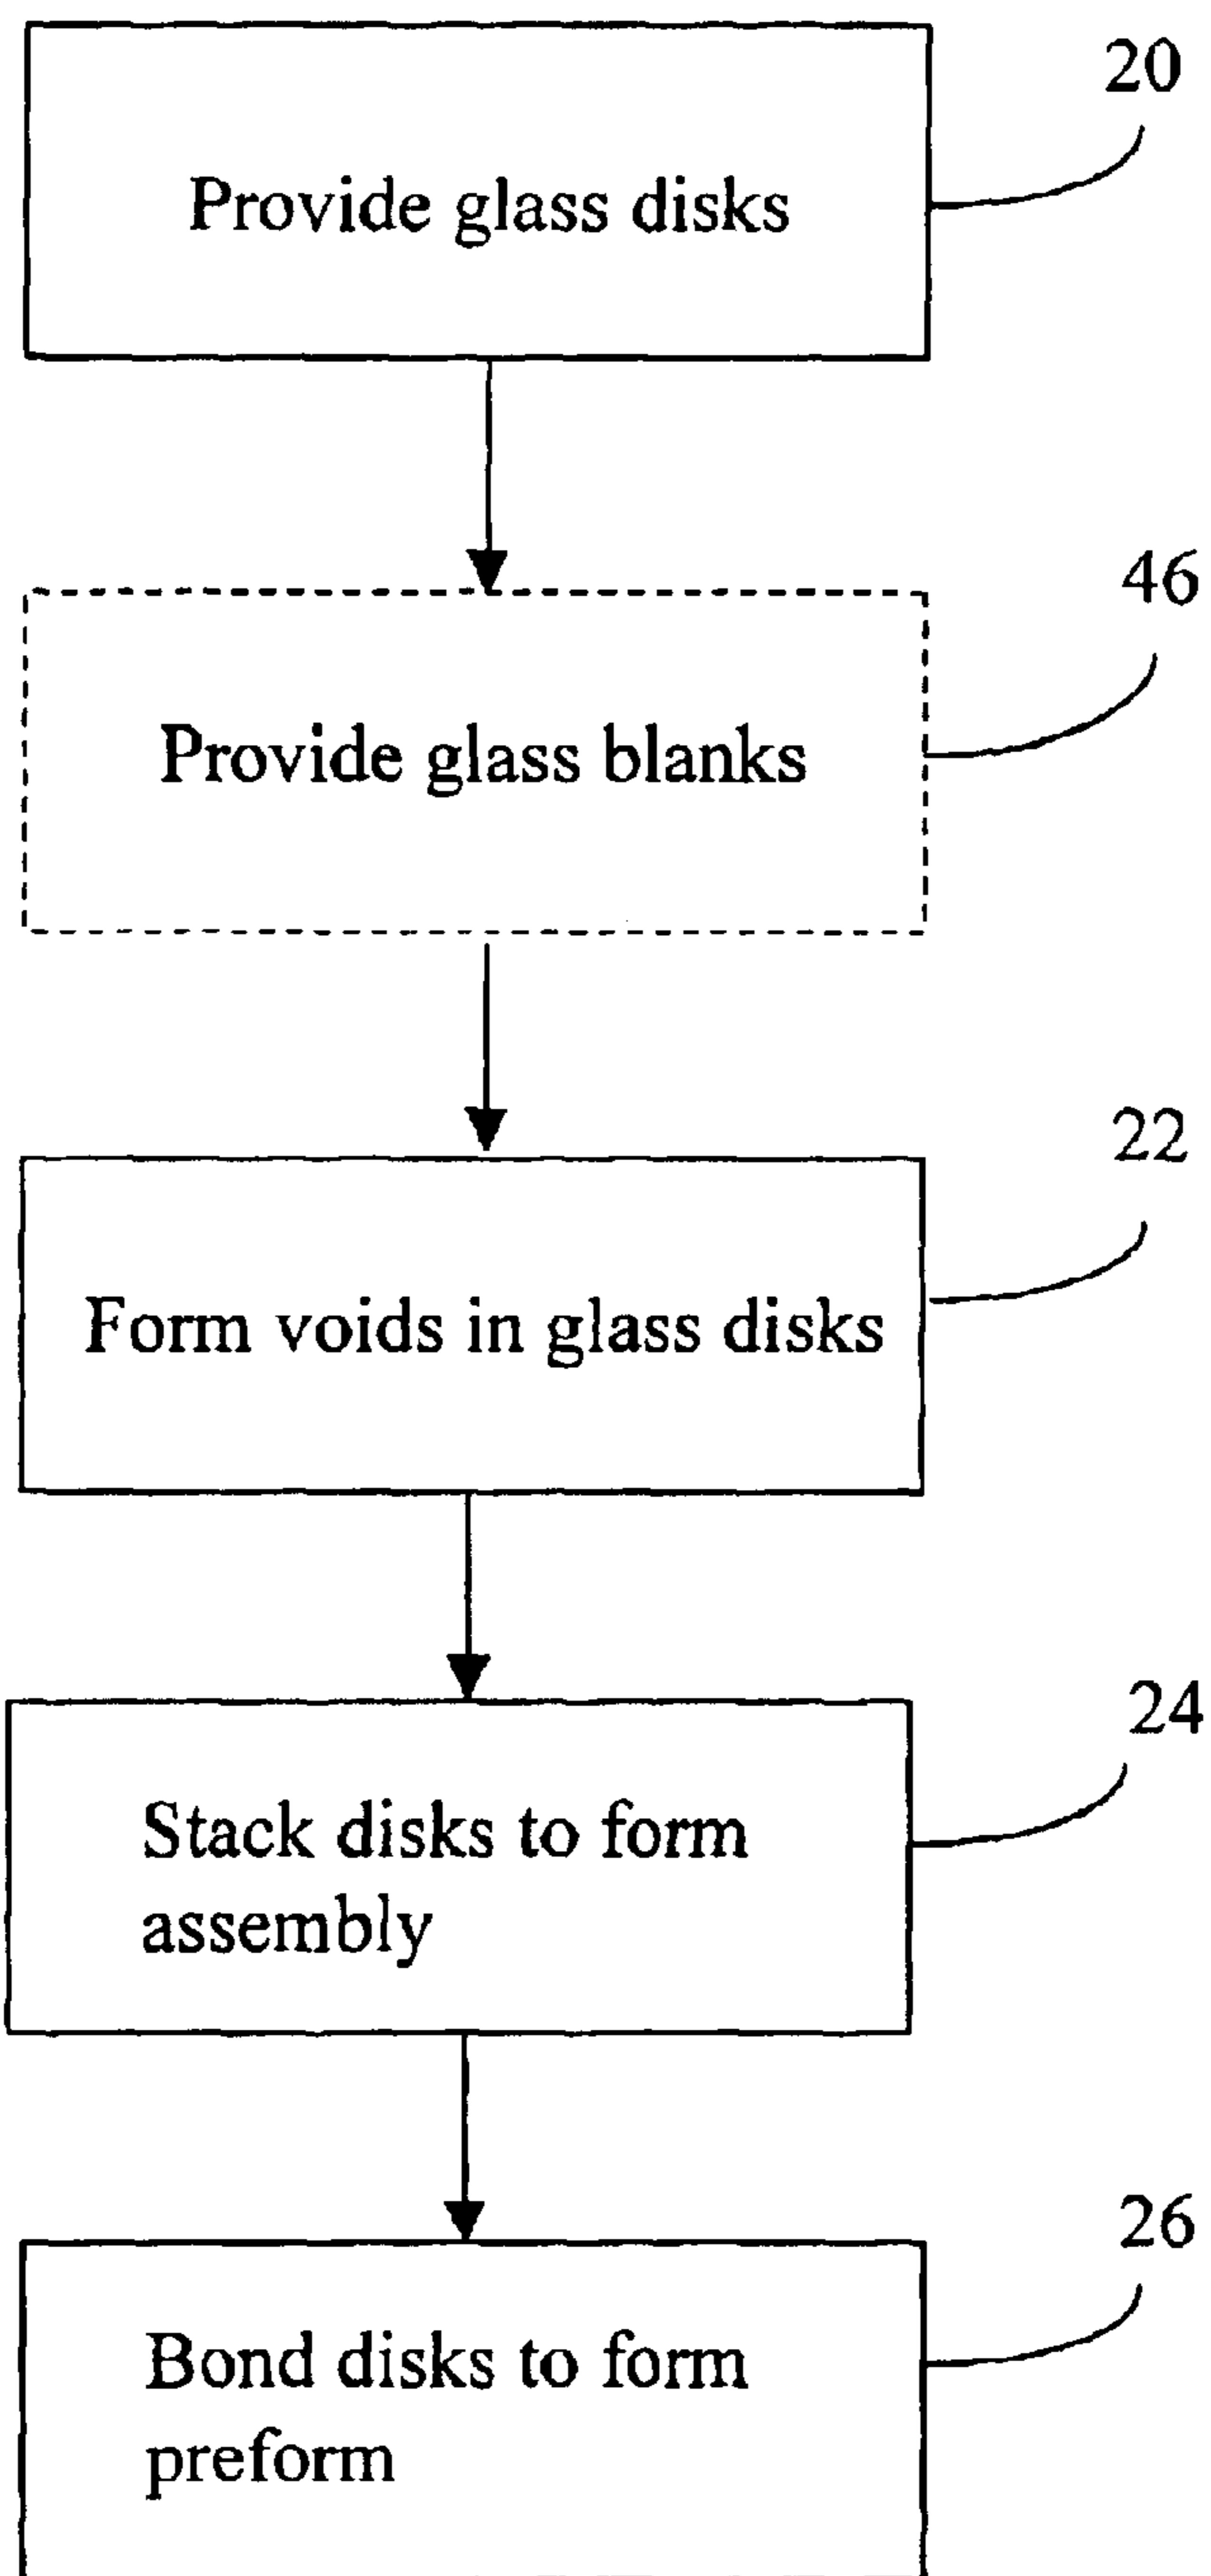 20
Provide glass disks
46
Provide glass blanks
22
Form voids in glass disks
24
Stack disks to form
assembly
26
Bond disks to form
preform